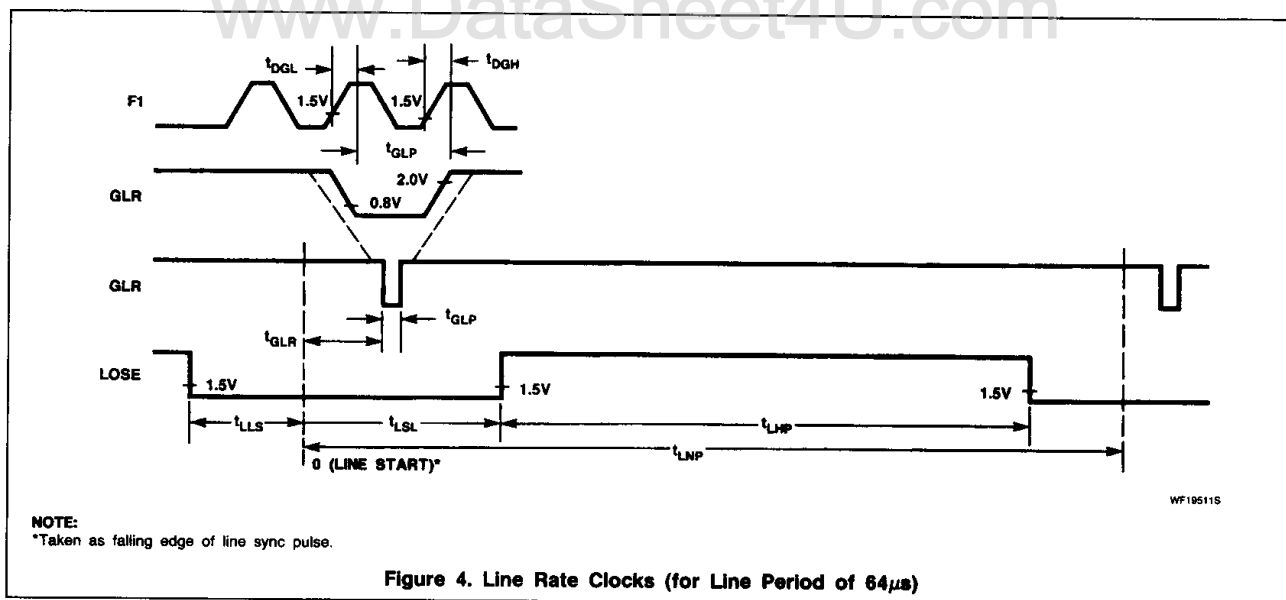 www.DataSheet4U.com
tDGL
tDGH
F1
1.5V
1.5V
tGLP
GLR
2.0V
0.8V
GLR
tGLP
tGLR
LOSE
1.5V
1.5V
1.5V
tLLS
tLSL
tLHP
tLNP
0 (LINE START)*
WF19511S
NOTE:
*Taken as falling edge of line sync pulse.
Figure 4. Line Rate Clocks (for Line Period of 64µs)